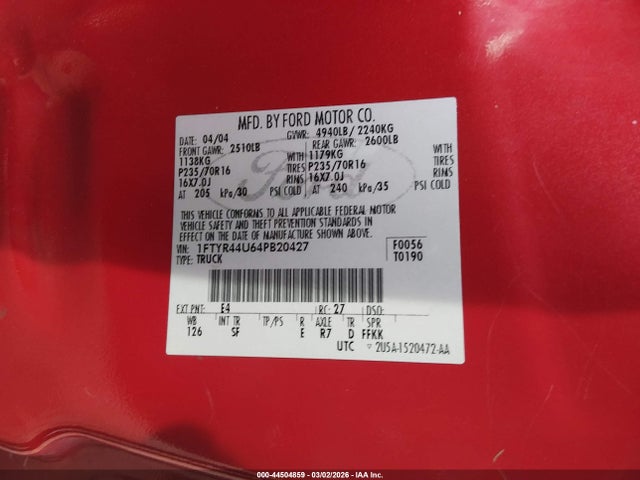 MFD. BY FORD MOTOR CO.
DATE: 04/04 GVWR: 4940LB/ 2240KG
FRONT GAWR: 2510LB REAR GAWR: 2600LB
1138KG WITH 1179KG WITH
P235/70R16 TIRES P235/70R16 TIRES
16X7.0J RIMS 16X7.0J RIMS
AT 205 kPa/30 PSI COLD AT 240 kPa/35 PSI COLD
THIS VEHICLE CONFORMS TO ALL APPLICABLE FEDERAL MOTOR
VEHICLE SAFETY AND THEFT PREVENTION STANDARDS IN
EFFECT ON THE DATE OF MANUFACTURE SHOWN ABOVE.
VIN: 1FTYR44U64PB20427 F0056
TYPE: TRUCK T0190
EXT PNT: E4 RC: 27 DSO:
WB INT TR TP/PS R AXLE TR SPR
126 SF E R7 D FFKK
UTC ▽ 2U5A-1520472-AA
Ford
000-44504859 | 03/02/2026 | IAA Inc.